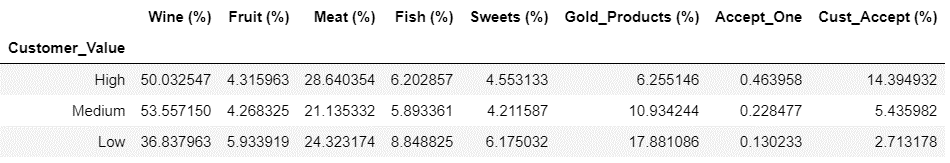 Wine (%) Fruit (%) Meat (%) Fish (%) Sweets (%) Gold_Products (%) Accept_One Cust_Accept (%)
Customer_Value
High 50.032547 4.315963 28.640354 6.202857 4.553133 6.255146 0.463958 14.394932
Medium 53.557150 4.268325 21.135332 5.893361 4.211587 10.934244 0.228477 5.435982
Low 36.837963 5.933919 24.323174 8.848825 6.175032 17.881086 0.130233 2.713178